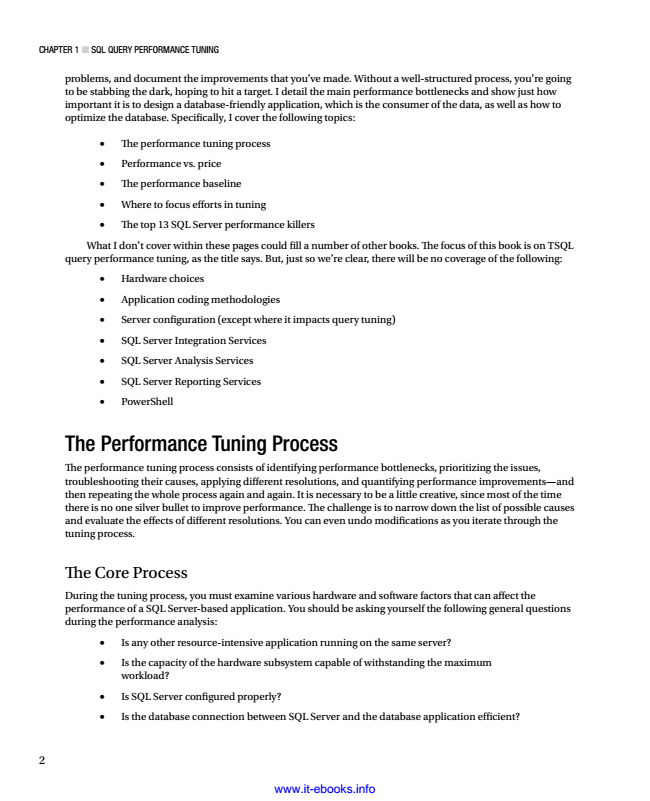 CHAPTER 1 ■ SQL QUERY PERFORMANCE TUNING
problems, and document the improvements that you've made. Without a well-structured process, you're going
to be stabbing the dark, hoping to hit a target. I detail the main performance bottlenecks and show just how
important it is to design a database-friendly application, which is the consumer of the data, as well as how to
optimize the database. Specifically, I cover the following topics:
• The performance tuning process
• Performance vs. price
• The performance baseline
• Where to focus efforts in tuning
• The top 13 SQL Server performance killers
What I don't cover within these pages could fill a number of other books. The focus of this book is on TSQL
query performance tuning, as the title says. But, just so we're clear, there will be no coverage of the following:
• Hardware choices
• Application coding methodologies
• Server configuration (except where it impacts query tuning)
• SQL Server Integration Services
• SQL Server Analysis Services
• SQL Server Reporting Services
• PowerShell
The Performance Tuning Process
The performance tuning process consists of identifying performance bottlenecks, prioritizing the issues,
troubleshooting their causes, applying different resolutions, and quantifying performance improvements—and
then repeating the whole process again and again. It is necessary to be a little creative, since most of the time
there is no one silver bullet to improve performance. The challenge is to narrow down the list of possible causes
and evaluate the effects of different resolutions. You can even undo modifications as you iterate through the
tuning process.
The Core Process
During the tuning process, you must examine various hardware and software factors that can affect the
performance of a SQL Server-based application. You should be asking yourself the following general questions
during the performance analysis:
• Is any other resource-intensive application running on the same server?
• Is the capacity of the hardware subsystem capable of withstanding the maximum
workload?
• Is SQL Server configured properly?
• Is the database connection between SQL Server and the database application efficient?
2
www.it-ebooks.info